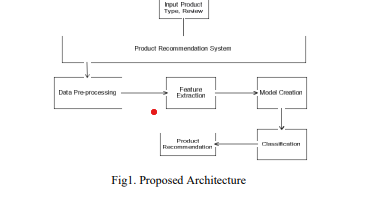 Input Product
Type, Review
Product Recommendation System
Data Pre-processing
Feature
Extraction
Model Creation
Product
Recommendation
Classification
Fig1. Proposed Architecture